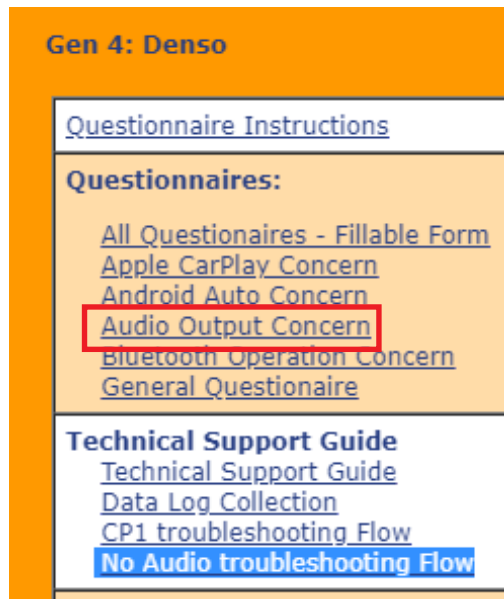 Gen 4: Denso
Questionnaire Instructions
Questionnaires:
All Questionaires - Fillable Form
Apple CarPlay Concern
Android Auto Concern
Audio Output Concern
Bluetooth Operation Concern
General Questionaire
Technical Support Guide
Technical Support Guide
Data Log Collection
CP1 troubleshooting Flow
No Audio troubleshooting Flow